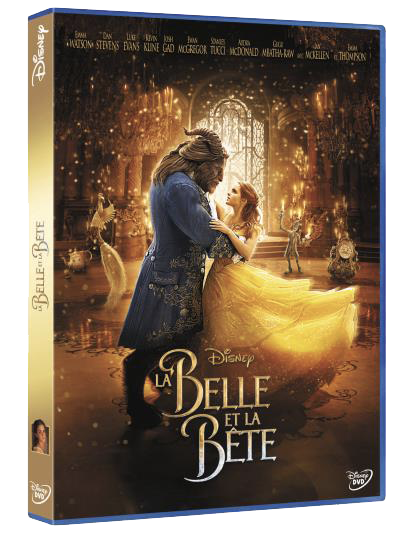 EMMA WATSON DAN STEVENS LUKE EVANS KEVIN KLINE JOSH GAD EWAN McGREGOR STANLEY TUCCI AUDRA McDONALD GUGU MBATHA-RAW AVEC IAN McKELLEN ET EMMA THOMPSON
Disney
LA BELLE
ET LA
BÊTE
Disney
DVD
Disney
LA BELLE ET LA BÊTE
Disney
DVD